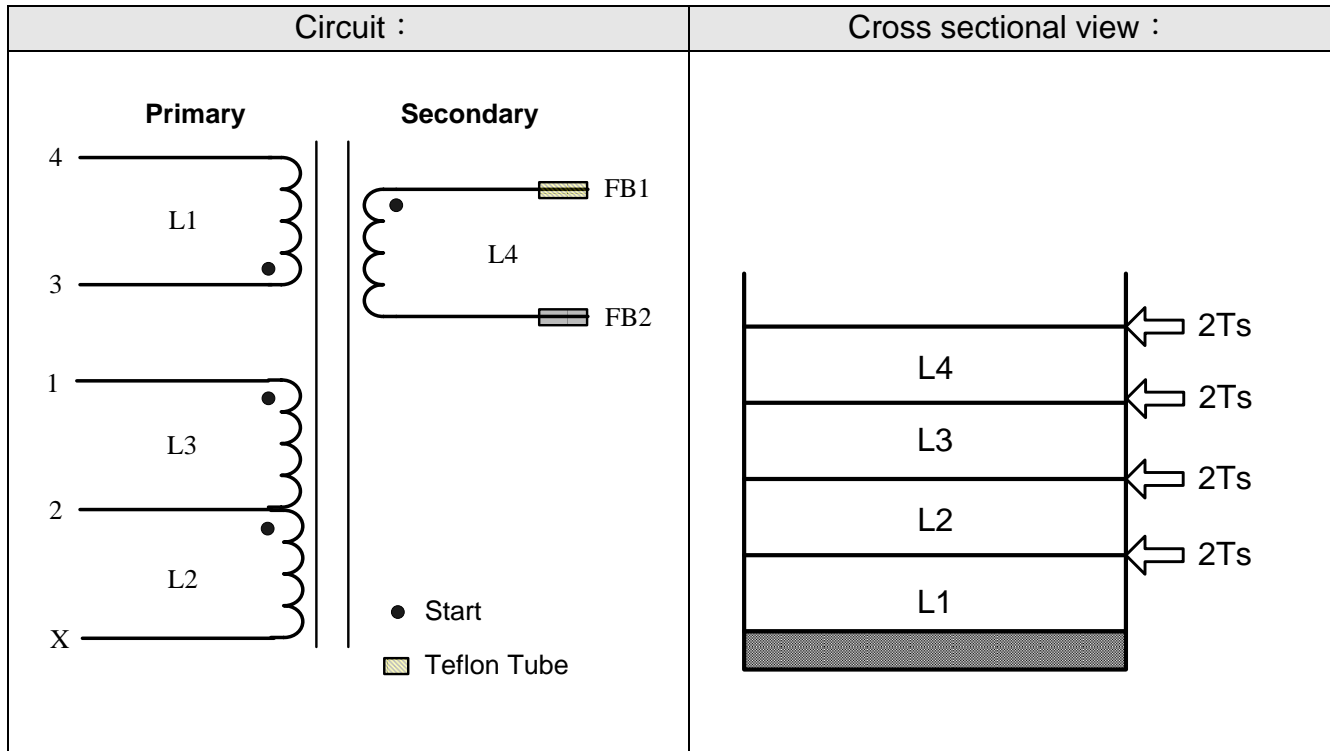 Circuit：
Cross sectional view：
Primary
Secondary
4
L1
3
FB1
L4
FB2
1
L3
2
L2
X
Start
Teflon Tube
2Ts
L4
2Ts
L3
2Ts
L2
2Ts
L1